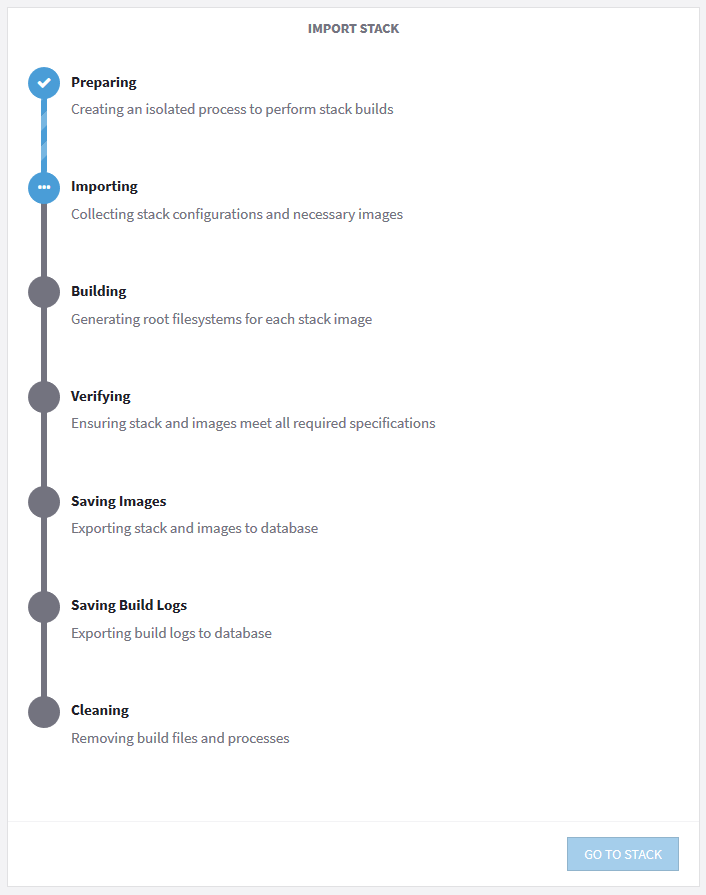 IMPORT STACK
Preparing
Creating an isolated process to perform stack builds
Importing
Collecting stack configurations and necessary images
Building
Generating root filesystems for each stack image
Verifying
Ensuring stack and images meet all required specifications
Saving Images
Exporting stack and images to database
Saving Build Logs
Exporting build logs to database
Cleaning
Removing build files and processes
GO TO STACK